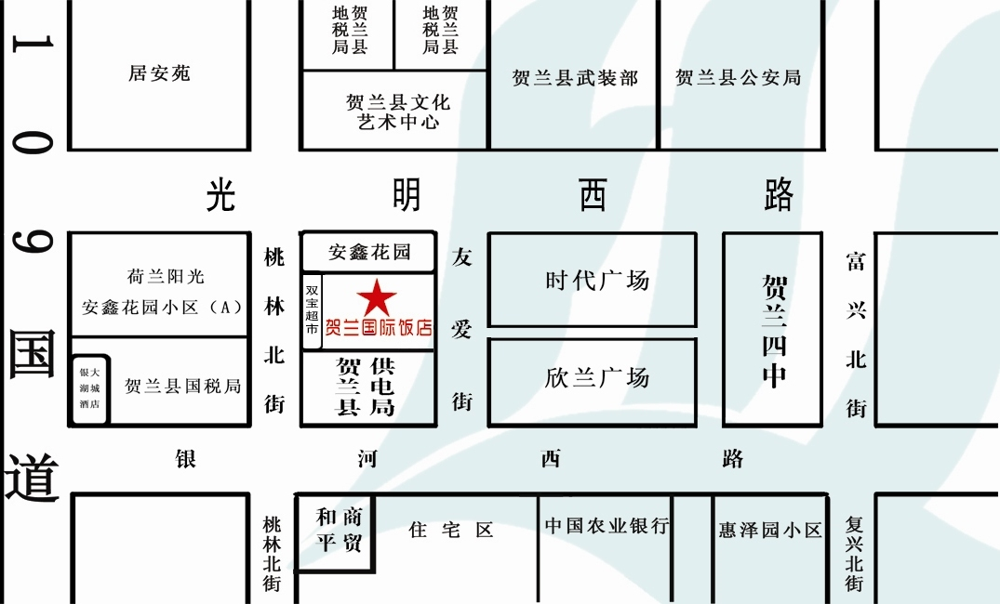 109国道
居安苑
贺兰县
地税局
贺兰县
地税局
贺兰县文化
艺术中心
贺兰县武装部
贺兰县公安局
光明西路
荷兰阳光
安鑫花园小区（A）
银湖酒店
大城
贺兰县国税局
桃林北街
安鑫花园
双宝超市
贺兰国际饭店
贺兰县
供电局
友爱街
时代广场
欣兰广场
贺兰四中
富兴北街
银河西路
桃林北街
和平
商贸
住宅区
中国农业银行
惠泽园小区
复兴北街